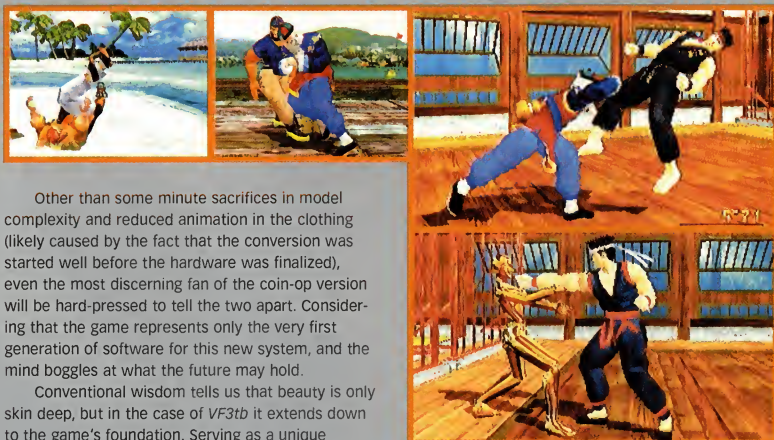 Other than some minute sacrifices in model
complexity and reduced animation in the clothing
(likely caused by the fact that the conversion was
started well before the hardware was finalized),
even the most discerning fan of the coin-op version
will be hard-pressed to tell the two apart. Consider-
ing that the game represents only the very first
generation of software for this new system, and the
mind boggles at what the future may hold.
Conventional wisdom tells us that beauty is only
skin deep, but in the case of VF3tb it extends down
to the game's foundation. Serving as a unique